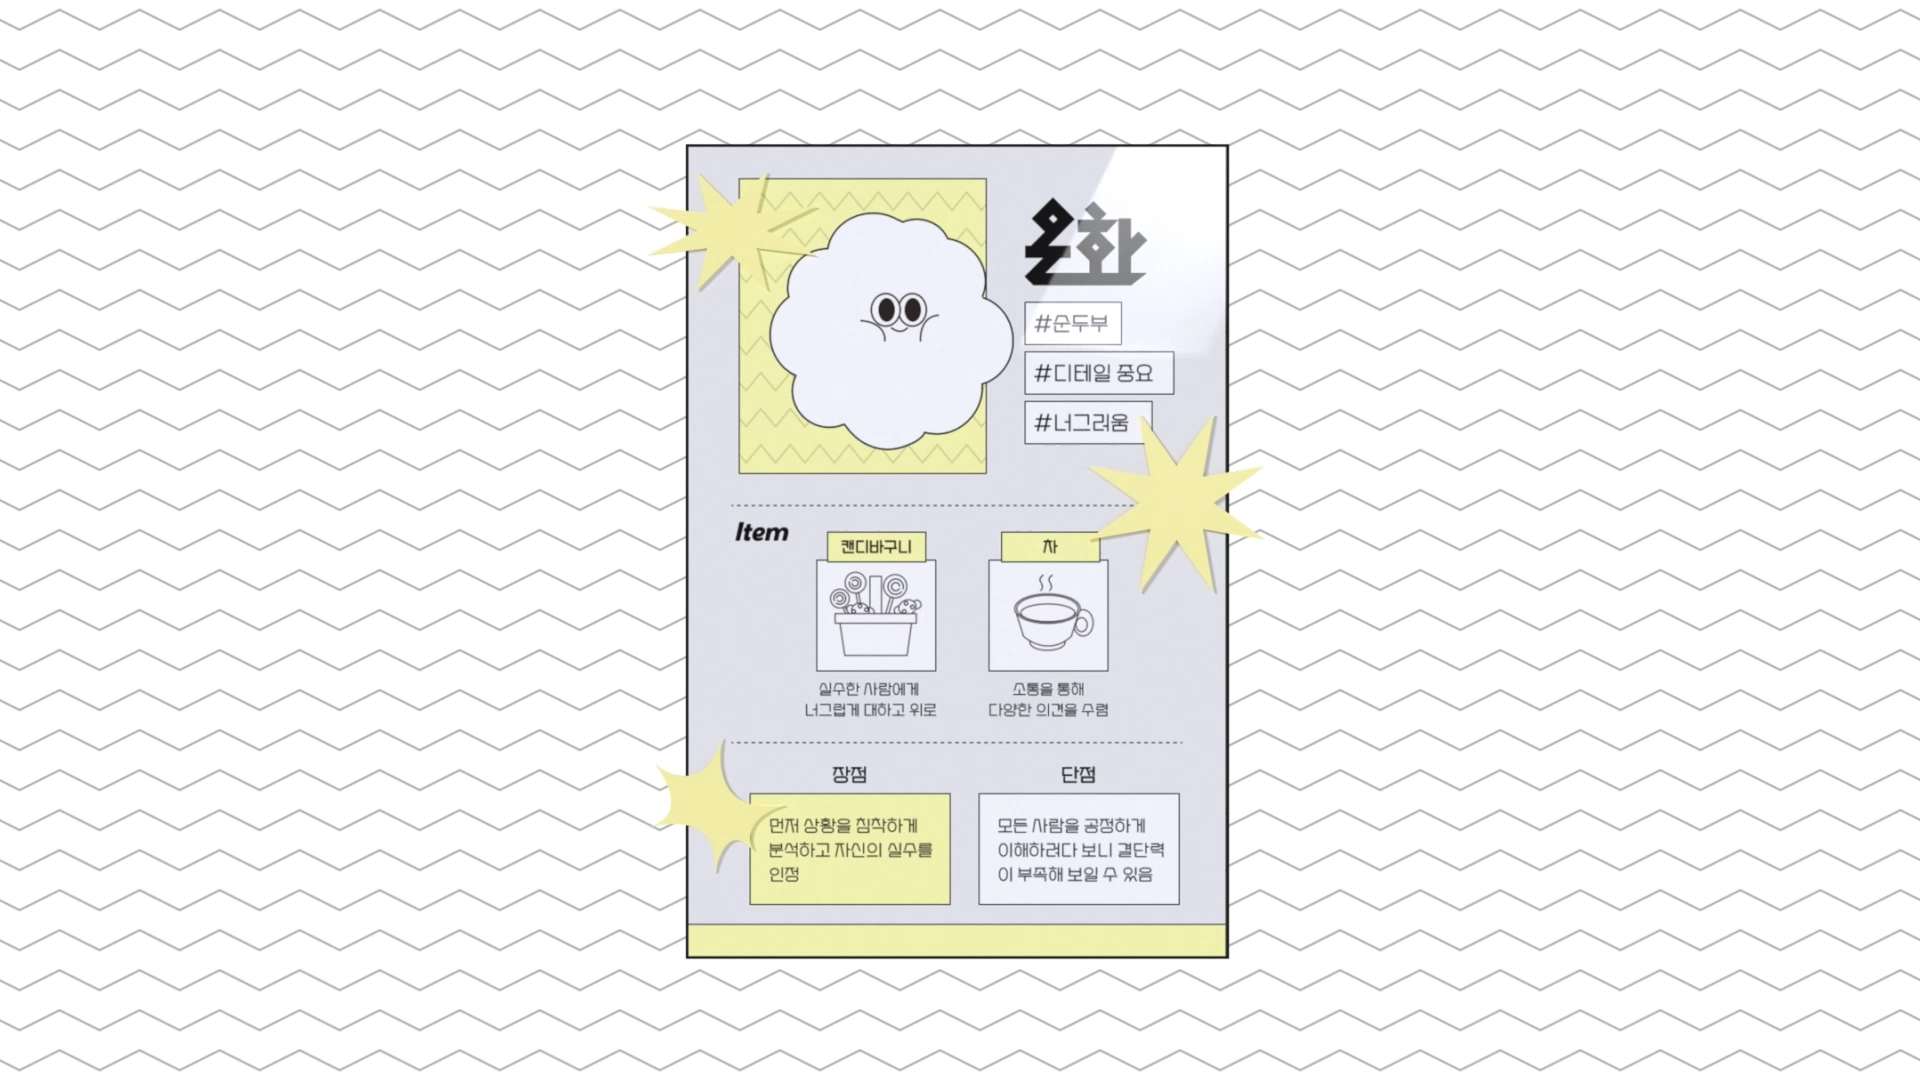 온화
#순두부
#디테일 중요
#너그러움
Item
캔디바구니
차
실수한 사람에게
너그럽게 대하고 위로
소통을 통해
다양한 의견을 수렴
장점
단점
먼저 상황을 침착하게
분석하고 자신의 실수를
인정
모든 사람을 공정하게
이해하려다 보니 결단력
이 부족해 보일 수 있음